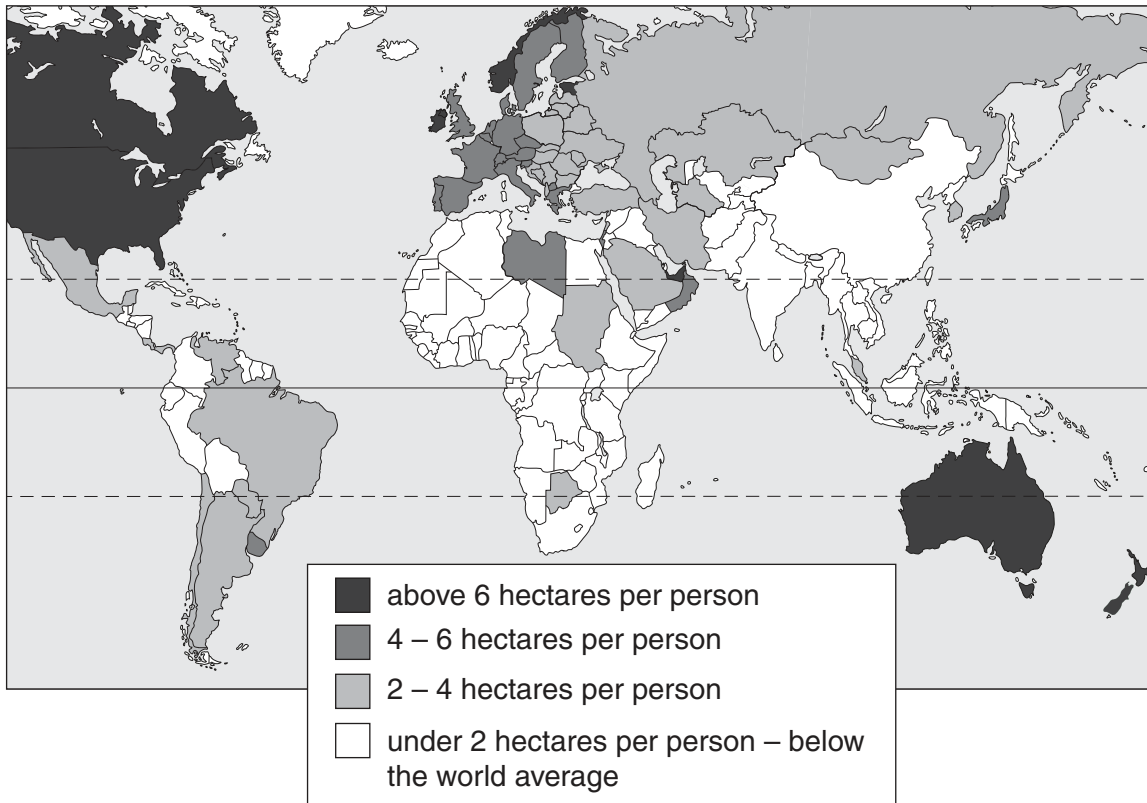 above 6 hectares per person
4 – 6 hectares per person
2 – 4 hectares per person
under 2 hectares per person – below
the world average